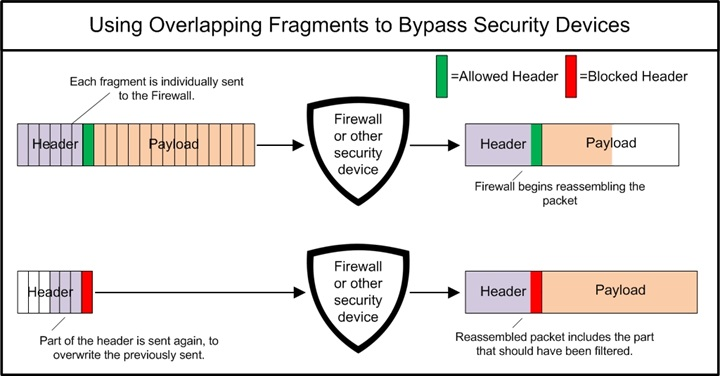 Using Overlapping Fragments to Bypass Security Devices
Each fragment is individually sent
to the Firewall.
=Allowed Header
=Blocked Header
Header
Payload
Firewall
or other
security
device
Header
Payload
Firewall begins reassembling the
packet
Header
Firewall
or other
security
device
Header
Payload
Part of the header is sent again, to
overwrite the previously sent.
Reassembled packet includes the part
that should have been filtered.